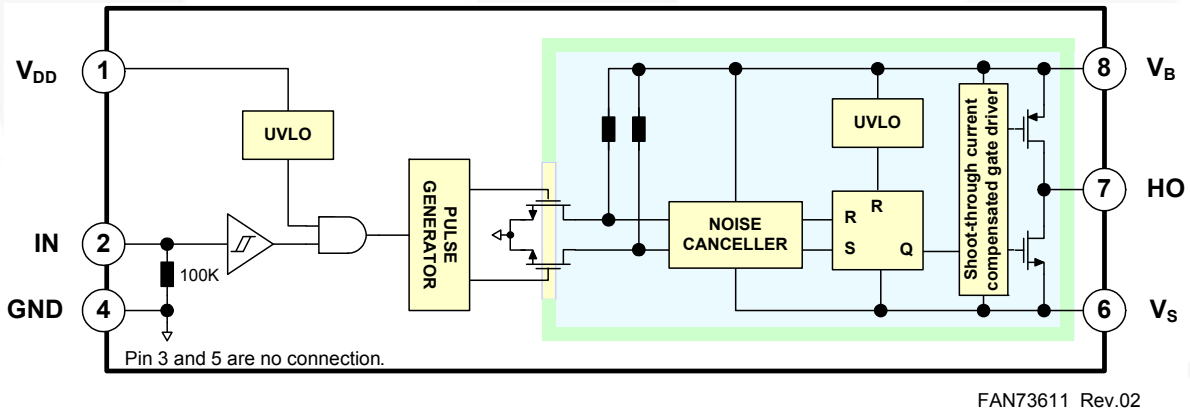 VDD
1
UVLO
IN
2
100K
GND
4
Pin 3 and 5 are no connection.
PULSE
GENERATOR
NOISE
CANCELLER
UVLO
R
R
S
Q
Shoot-through current
compensated gate driver
8
VB
7
HO
6
VS
FAN73611 Rev.02